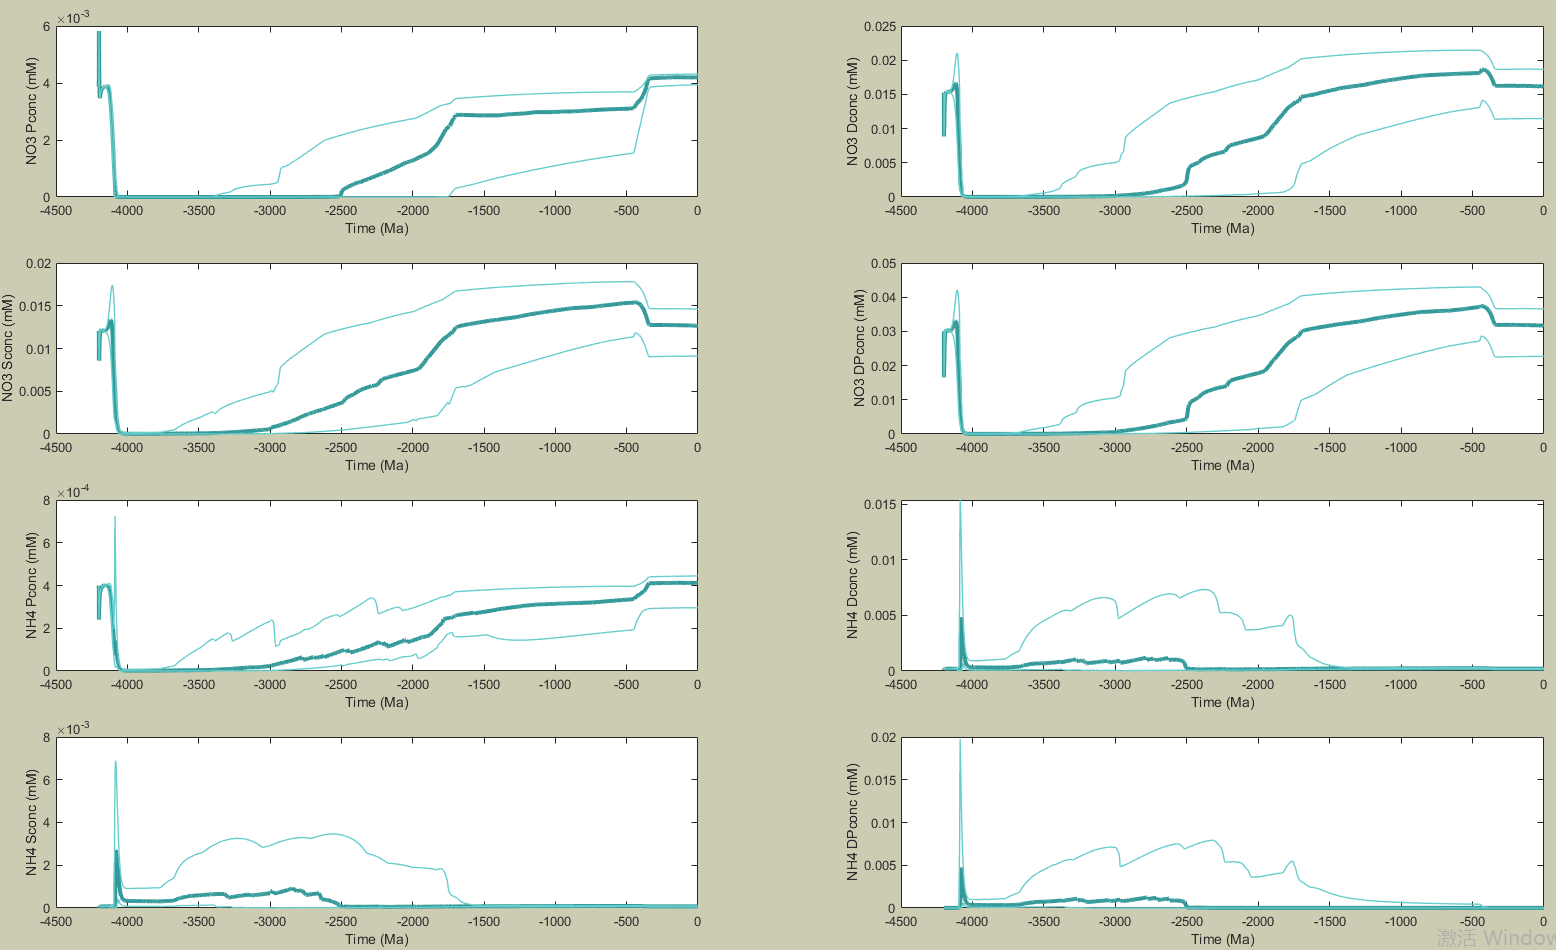 ×10⁻³
6
4
2
0
NO3 Pconc (mM)
-4500 -4000 -3500 -3000 -2500 -2000 -1500 -1000 -500 0
Time (Ma)
0.025
0.02
0.015
0.01
0.005
0
NO3 Dconc (mM)
-4500 -4000 -3500 -3000 -2500 -2000 -1500 -1000 -500 0
Time (Ma)
0.02
0.015
0.01
0.005
0
NO3 Sconc (mM)
-4500 -4000 -3500 -3000 -2500 -2000 -1500 -1000 -500 0
Time (Ma)
0.05
0.04
0.03
0.02
0.01
0
NO3 DPconc (mM)
-4500 -4000 -3500 -3000 -2500 -2000 -1500 -1000 -500 0
Time (Ma)
×10⁻⁴
8
6
4
2
0
NH4 Pconc (mM)
-4500 -4000 -3500 -3000 -2500 -2000 -1500 -1000 -500 0
Time (Ma)
0.015
0.01
0.005
0
NH4 Dconc (mM)
-4500 -4000 -3500 -3000 -2500 -2000 -1500 -1000 -500 0
Time (Ma)
×10⁻³
8
6
4
2
0
NH4 Sconc (mM)
-4500 -4000 -3500 -3000 -2500 -2000 -1500 -1000 -500 0
Time (Ma)
0.02
0.015
0.01
0.005
0
NH4 DPconc (mM)
-4500 -4000 -3500 -3000 -2500 -2000 -1500 -1000 -500 0
Time (Ma)
激活 Window